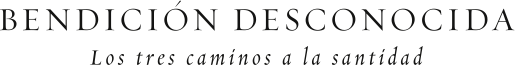 BENDICIÓN DESCONOCIDA
Los tres caminos a la santidad